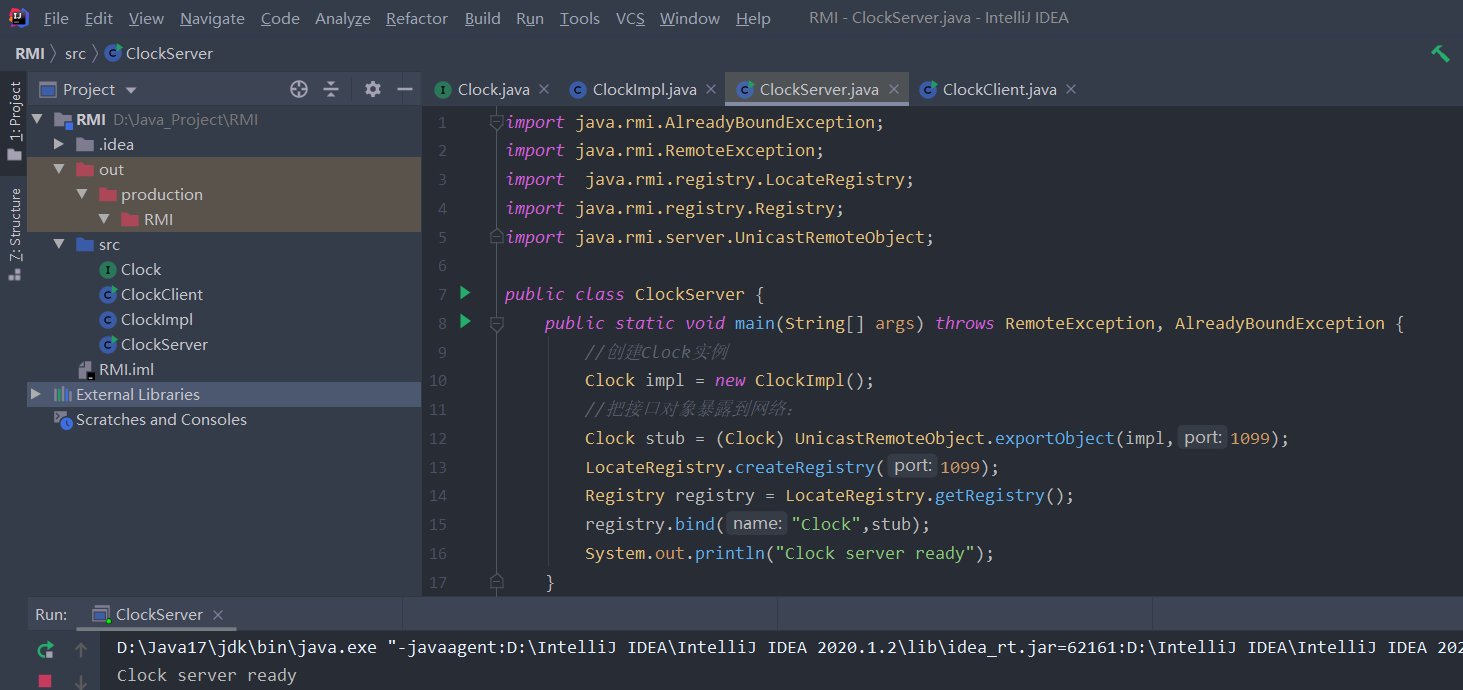 File Edit View Navigate Code Analyze Refactor Build Run Tools VCS Window Help RMI - ClockServer.java - IntelliJ IDEA
RMI src ClockServer
1: Project
7: Structure
Project
RMI D:\Java_Project\RMI
.idea
out
production
RMI
src
Clock
ClockClient
ClockImpl
ClockServer
RMI.iml
External Libraries
Scratches and Consoles
Clock.java ClockImpl.java ClockServer.java ClockClient.java
1 import java.rmi.AlreadyBoundException;
2 import java.rmi.RemoteException;
3 import  java.rmi.registry.LocateRegistry;
4 import java.rmi.registry.Registry;
5 import java.rmi.server.UnicastRemoteObject;
6
7 public class ClockServer {
8 public static void main(String[] args) throws RemoteException, AlreadyBoundException {
9 //创建Clock实例
10 Clock impl = new ClockImpl();
11 //把接口对象暴露到网络：
12 Clock stub = (Clock) UnicastRemoteObject.exportObject(impl, port: 1099);
13 LocateRegistry.createRegistry( port: 1099);
14 Registry registry = LocateRegistry.getRegistry();
15 registry.bind( name: "Clock",stub);
16 System.out.println("Clock server ready");
17 }
Run: ClockServer
D:\Java17\jdk\bin\java.exe "-javaagent:D:\IntelliJ IDEA\IntelliJ IDEA 2020.1.2\lib\idea_rt.jar=62161:D:\IntelliJ IDEA\IntelliJ IDEA 202
Clock server ready